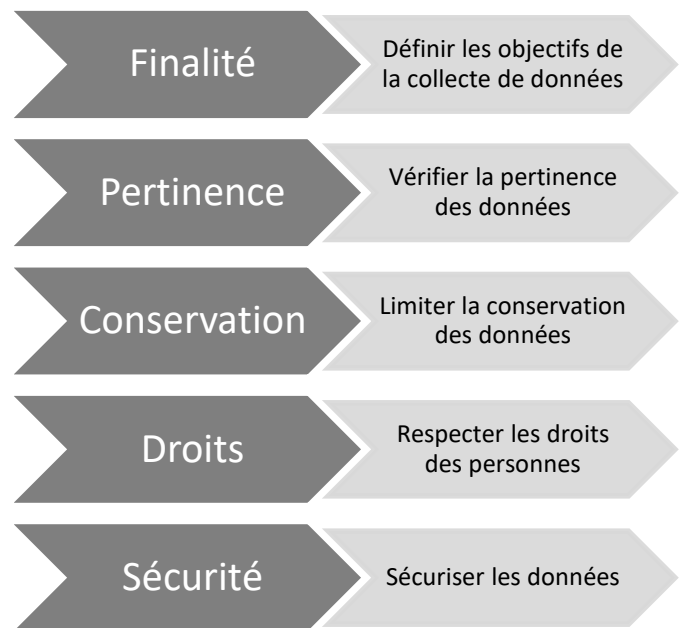 Finalité
Définir les objectifs de
la collecte de données
Pertinence
Vérifier la pertinence
des données
Conservation
Limiter la conservation
des données
Droits
Respecter les droits
des personnes
Sécurité
Sécuriser les données